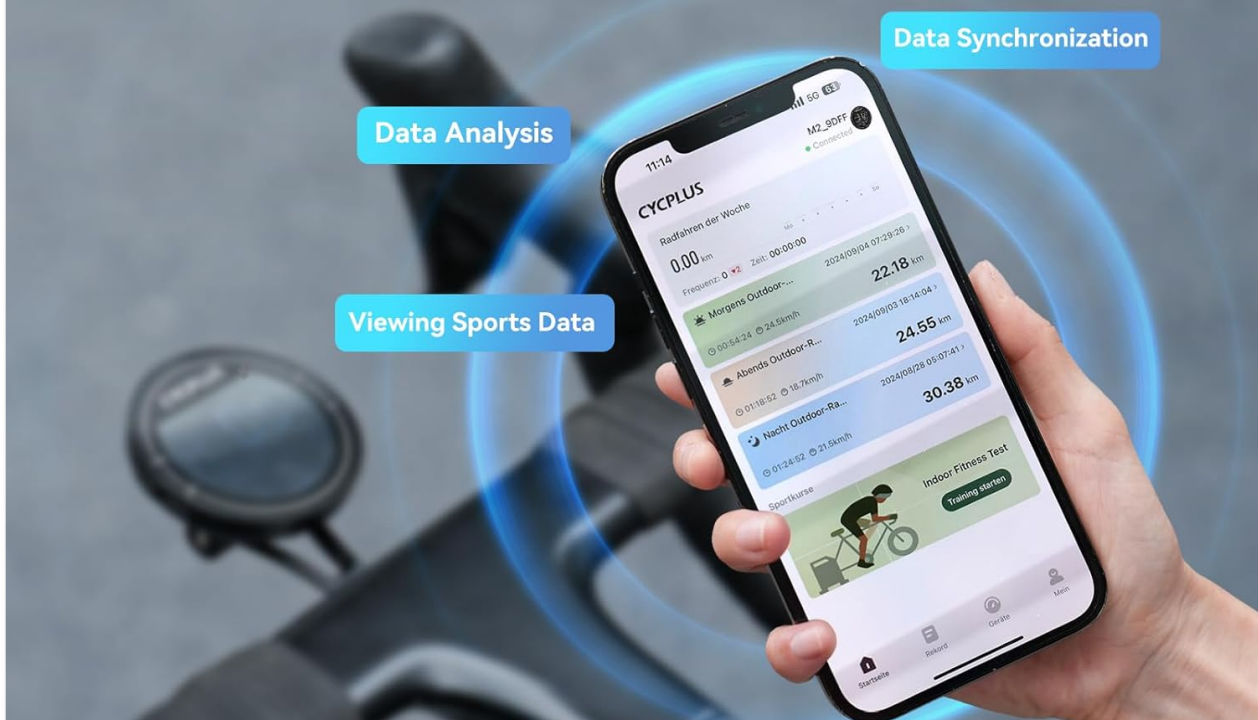 Data Synchronization
Data Analysis
Viewing Sports Data
11:14
5G 63
M2_9DFF
Connected
CYCPLUS
Radfahren der Woche
0.00 km
Mo
So
Frequenz: 0 ♥2 Zeit: 00:00:00
Morgens Outdoor-...
2024/09/04 07:29:26 >
00:54:24 24.5km/h
22.18 km
Abends Outdoor-R...
2024/09/03 18:14:04 >
01:18:52 18.7km/h
24.55 km
Nacht Outdoor-Ra...
2024/08/28 05:07:41 >
01:24:52 21.5km/h
30.38 km
Sportkurse
Indoor Fitness Test
Training starten
Startseite
Rekord
Geräte
Mein